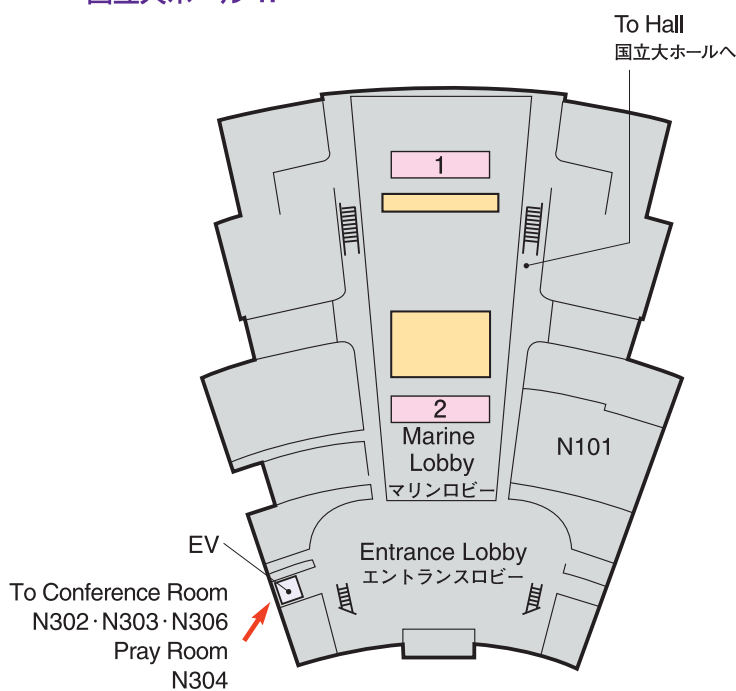 To Hall
国立大ホールへ
1
2
Marine
Lobby
マリンロビー
N101
EV
Entrance Lobby
エントランスロビー
To Conference Room
N302・N303・N306
Pray Room
N304